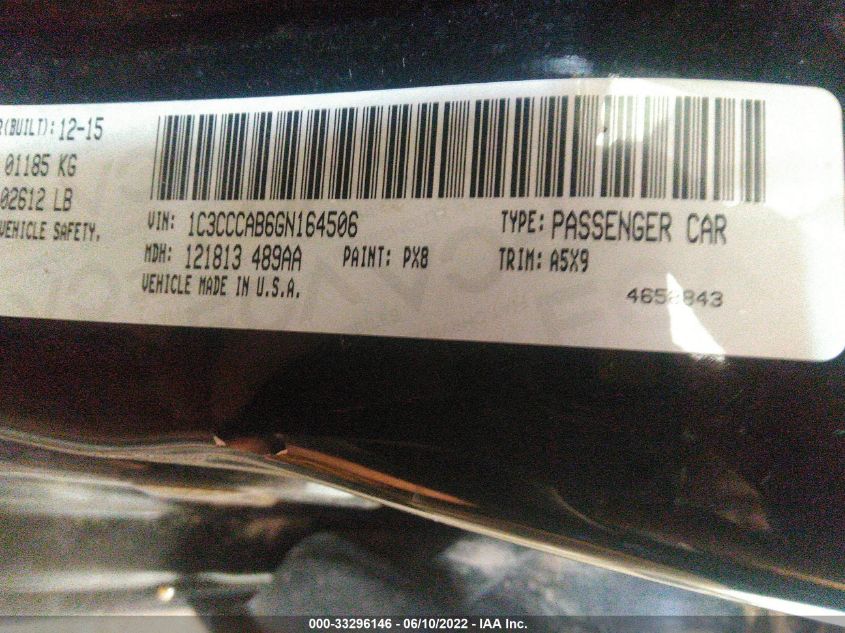 R(BUILT): 12-15
01185 KG
02612 LB
VEHICLE SAFETY.
VIN: 1C3CCCAB6GN164506 TYPE: PASSENGER CAR
MDH: 121813 489AA PAINT: PX8 TRIM: A5X9
VEHICLE MADE IN U.S.A.
000-33296146 - 06/10/2022 - IAA Inc.